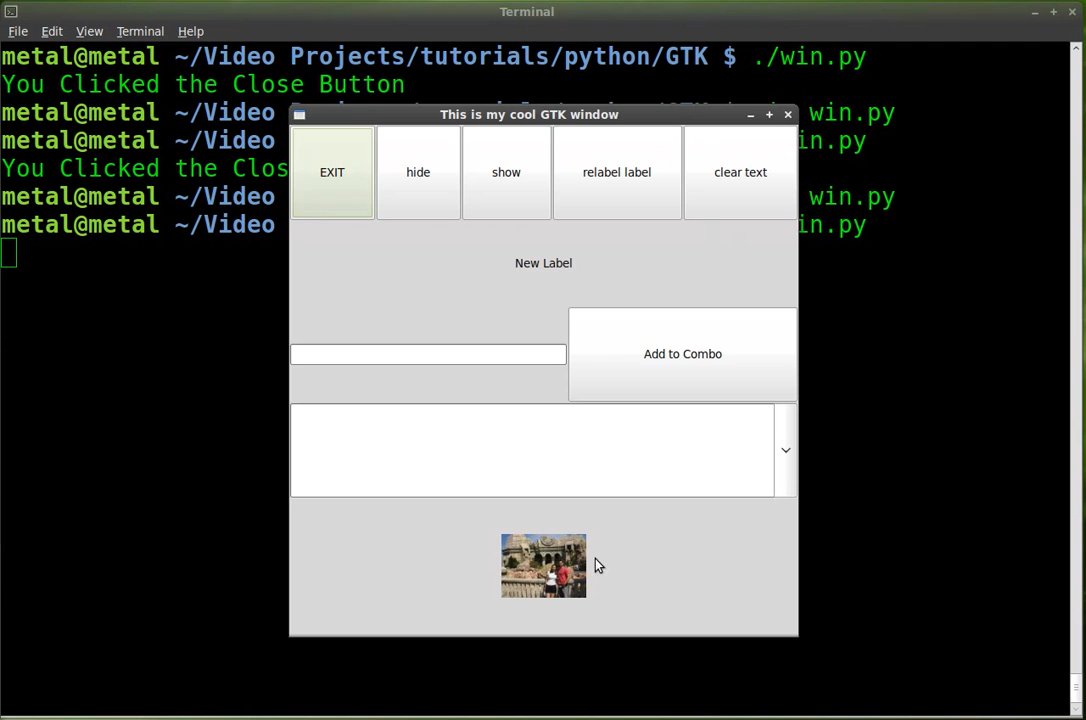 Terminal
File Edit View Terminal Help
metal@metal ~/Video Projects/tutorials/python/GTK $ ./win.py
You Clicked the Close Button
metal@metal ~/Video win.py
metal@metal ~/Video in.py
You Clicked the Clos
metal@metal ~/Video win.py
metal@metal ~/Video in.py
This is my cool GTK window
EXIT hide show relabel label clear text
New Label
Add to Combo